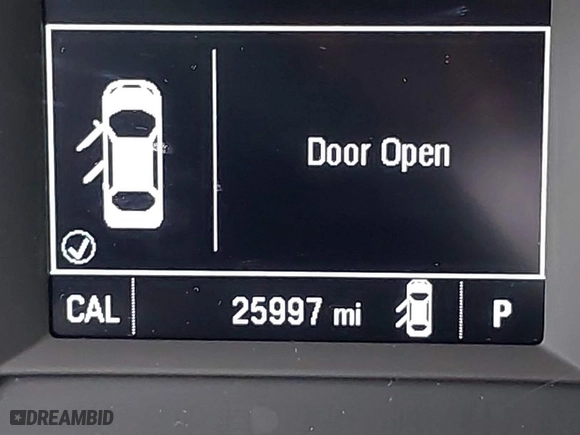 Door Open
CAL 25997 mi P
DREAMBID